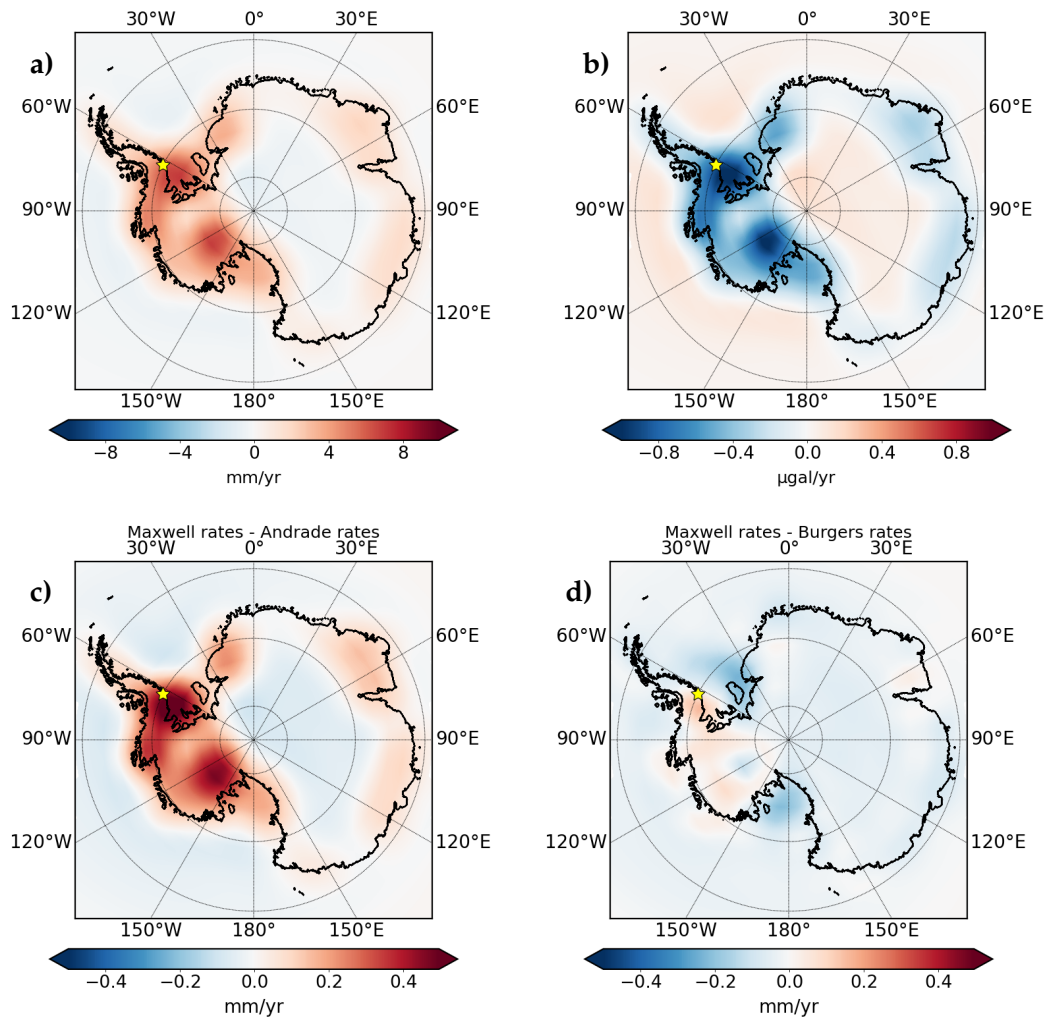 30°W 0° 30°E 30°W 0° 30°E
a) b)
60°W 60°E 60°W 60°E
90°W 90°E 90°W 90°E
120°W 120°E 120°W 120°E
150°W 180° 150°E 150°W 180° 150°E
−8 −4 0 4 8 −0.8 −0.4 0.0 0.4 0.8
mm/yr μgal/yr
Maxwell rates - Andrade rates Maxwell rates - Burgers rates
30°W 0° 30°E 30°W 0° 30°E
c) d)
60°W 60°E 60°W 60°E
90°W 90°E 90°W 90°E
120°W 120°E 120°W 120°E
150°W 180° 150°E 150°W 180° 150°E
−0.4 −0.2 0.0 0.2 0.4 −0.4 −0.2 0.0 0.2 0.4
mm/yr mm/yr